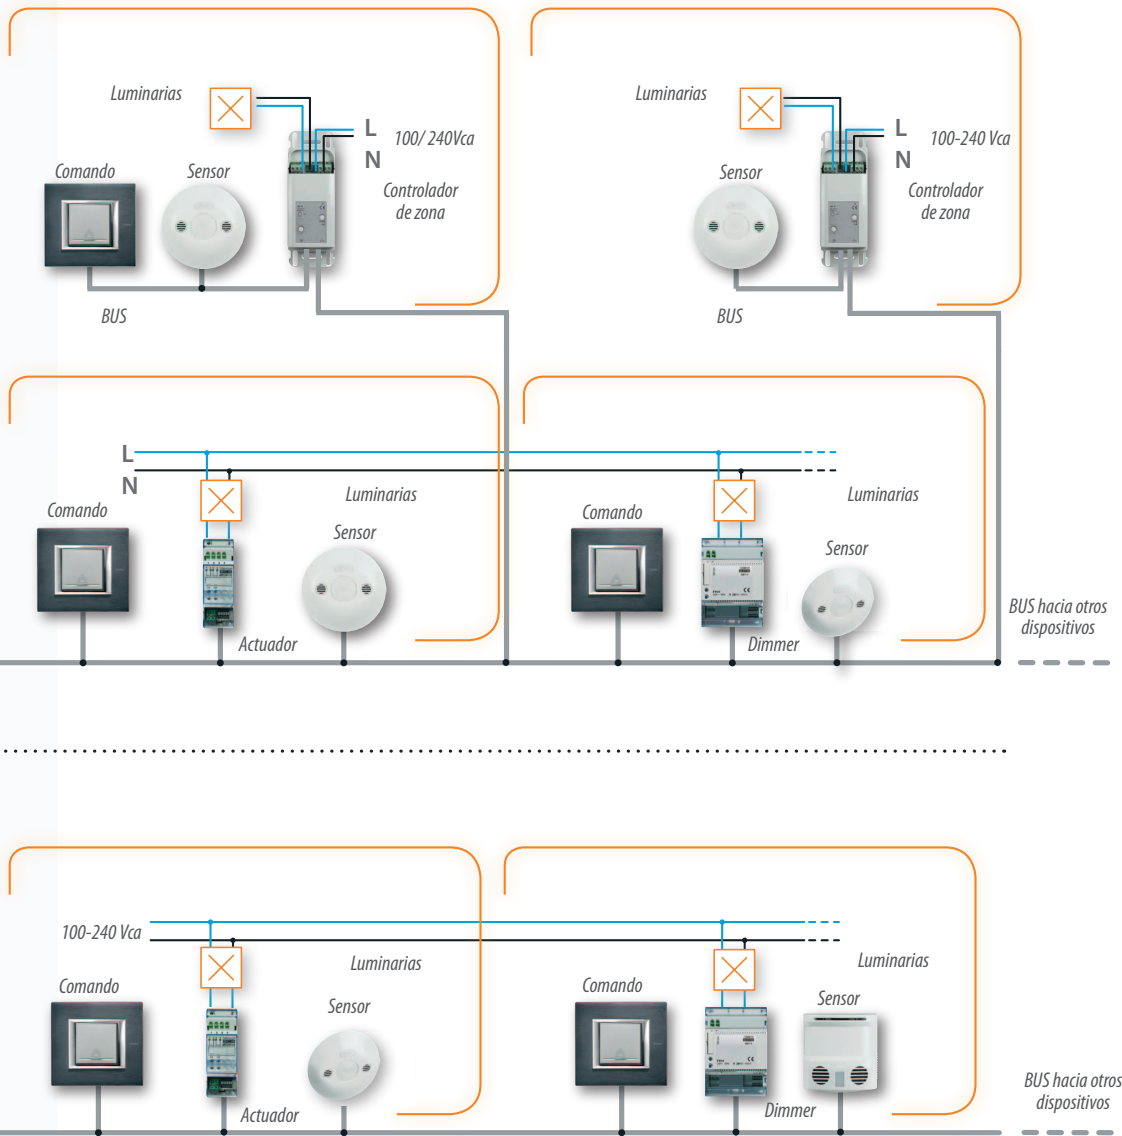 Luminarias
L
100/ 240Vca
N
Comando
Sensor
Controlador
de zona
BUS
Luminarias
L
100-240 Vca
N
Sensor
Controlador
de zona
BUS
L
N
Luminarias
Comando
Sensor
Actuador
Luminarias
Comando
Sensor
Dimmer
BUS hacia otros
dispositivos
100-240 Vca
Luminarias
Comando
Sensor
Actuador
Luminarias
Comando
Sensor
Dimmer
BUS hacia otros
dispositivos